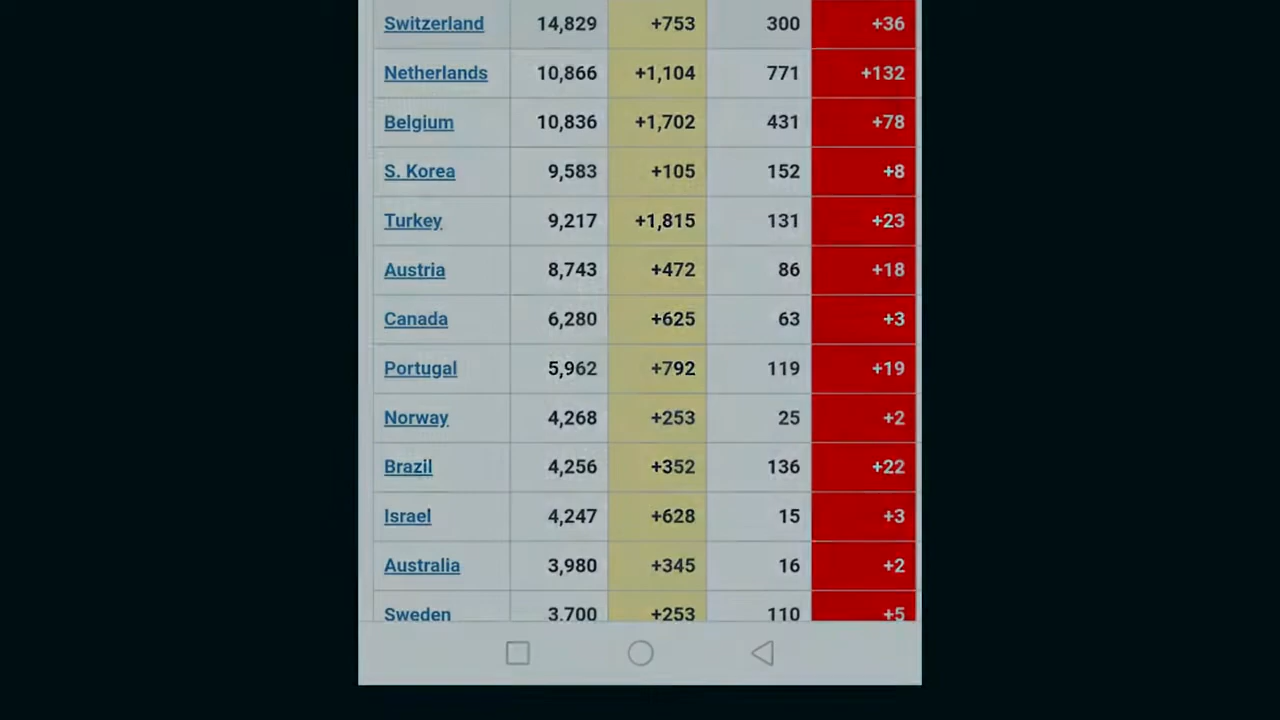 Switzerland 14,829 +753 300 +36
Netherlands 10,866 +1,104 771 +132
Belgium 10,836 +1,702 431 +78
S. Korea 9,583 +105 152 +8
Turkey 9,217 +1,815 131 +23
Austria 8,743 +472 86 +18
Canada 6,280 +625 63 +3
Portugal 5,962 +792 119 +19
Norway 4,268 +253 25 +2
Brazil 4,256 +352 136 +22
Israel 4,247 +628 15 +3
Australia 3,980 +345 16 +2
Sweden 3,700 +253 110 +5